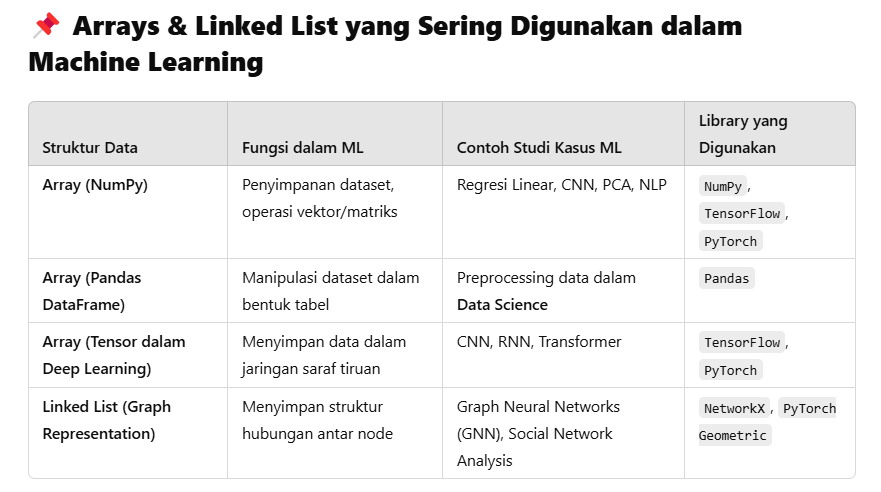 📌 Arrays & Linked List yang Sering Digunakan dalam
Machine Learning
Struktur Data
Fungsi dalam ML
Contoh Studi Kasus ML
Library yang
Digunakan
Array (NumPy)
Penyimpanan dataset,
operasi vektor/matriks
Regresi Linear, CNN, PCA, NLP
NumPy,
TensorFlow,
PyTorch
Array (Pandas
DataFrame)
Manipulasi dataset dalam
bentuk tabel
Preprocessing data dalam
Data Science
Pandas
Array (Tensor dalam
Deep Learning)
Menyimpan data dalam
jaringan saraf tiruan
CNN, RNN, Transformer
TensorFlow,
PyTorch
Linked List (Graph
Representation)
Menyimpan struktur
hubungan antar node
Graph Neural Networks
(GNN), Social Network
Analysis
NetworkX, PyTorch
Geometric